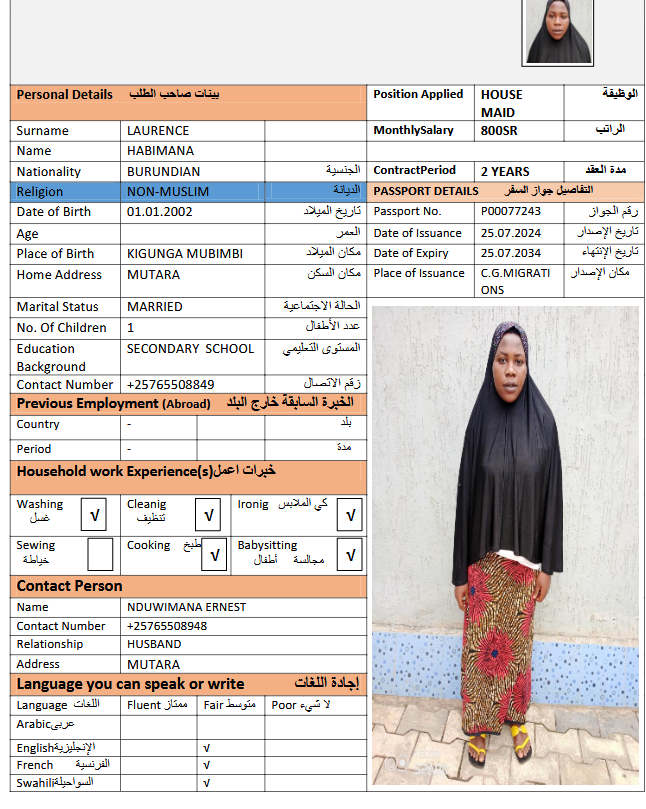 Personal Details بينات صاحب الطلب
Surname LAURENCE
Name HABIMANA
Nationality BURUNDIAN الجنسية
Religion NON-MUSLIM الديانة
Date of Birth 01.01.2002 تاريخ الميلاد
Age العمر
Place of Birth KIGUNGA MUBIMBI مكان الميلاد
Home Address MUTARA مكان السكن
Marital Status MARRIED الحالة الاجتماعية
No. Of Children 1 عدد الأطفال
Education SECONDARY SCHOOL المستوى التعليمي
Background
Contact Number +25765508849 زقم الاتصال
Previous Employment (Abroad) الخبرة السابقة خارج البلد
Country - بلد
Period - مدة
Household work Experience(s) خبرات اعمل
Washing √ Cleanig √ Ironig كي الملابس √
غسل تنظيف
Sewing Cooking طبخ √ Babysitting √
خياطة مجالسة أطفال
Contact Person
Name NDUWIMANA ERNEST
Contact Number +25765508948
Relationship HUSBAND
Address MUTARA
Language you can speak or write إجادة اللغات
Language اللغات Fluent ممتاز Fair متوسط Poor لا شيء
Arabic عربى
English الإنجليزية √
French الفرنسية √
Swahili السواحيلة √
Position Applied HOUSE الوظيفة
MAID
MonthlySalary 800SR الراتب
ContractPeriod 2 YEARS مدة العقد
PASSPORT DETAILS التفاصيل جواز السفر
Passport No. P00077243 رقم الجواز
Date of Issuance 25.07.2024 تاريخ الإصدار
Date of Expiry 25.07.2034 تاريخ الإنتهاء
Place of Issuance C.G.MIGRATI مكان الإصدار
ONS